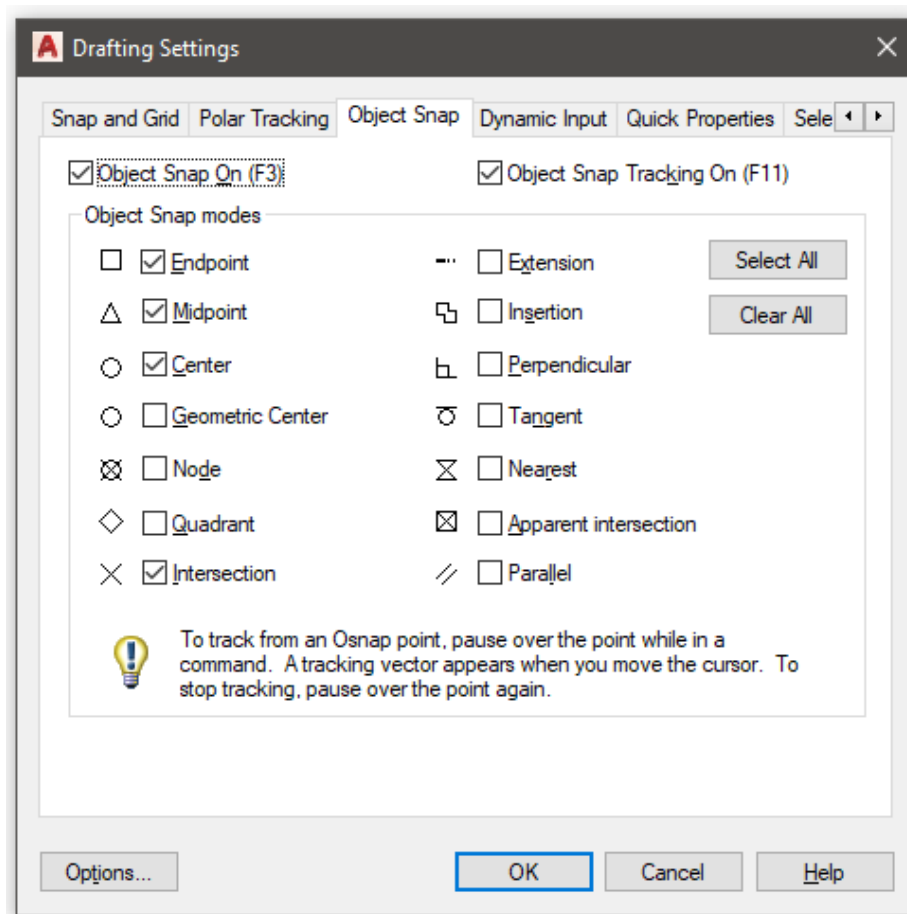 Drafting Settings
Snap and Grid Polar Tracking Object Snap Dynamic Input Quick Properties Sele
Object Snap On (F3) Object Snap Tracking On (F11)
Object Snap modes
Endpoint Extension Select All
Midpoint Insertion Clear All
Center Perpendicular
Geometric Center Tangent
Node Nearest
Quadrant Apparent intersection
Intersection Parallel
To track from an Osnap point, pause over the point while in a
command. A tracking vector appears when you move the cursor. To
stop tracking, pause over the point again.
Options... OK Cancel Help